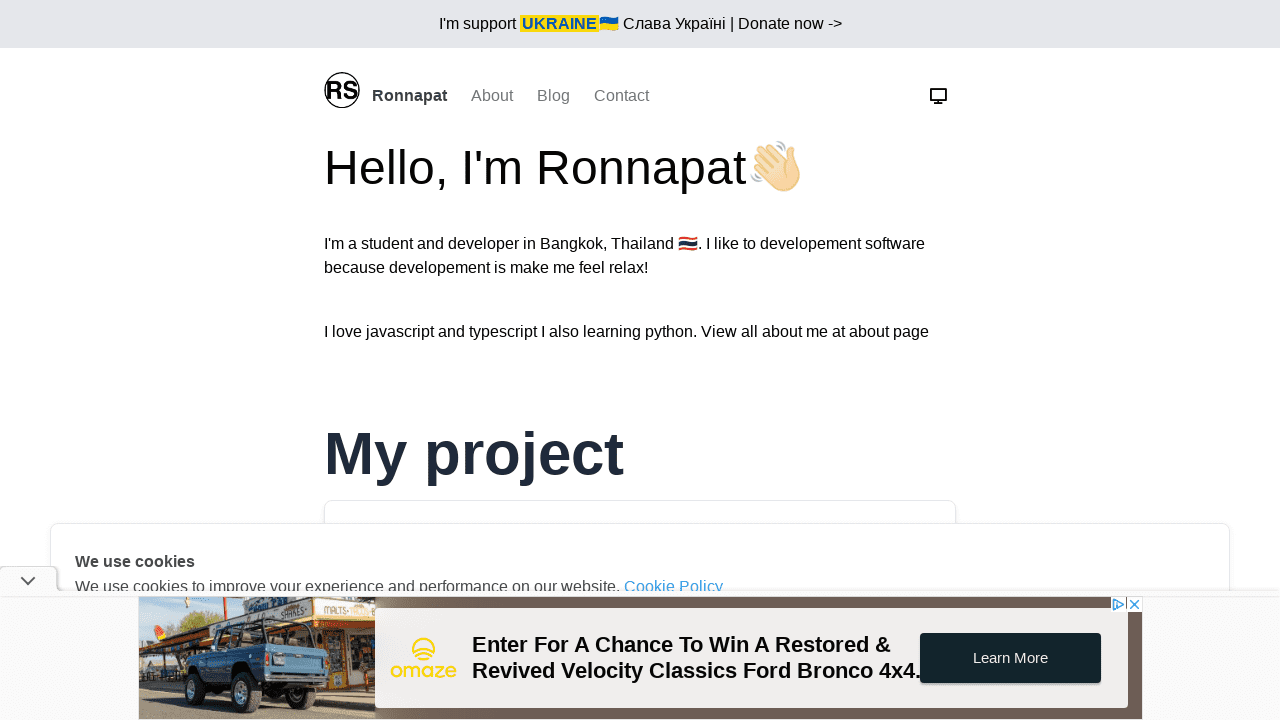 I'm support UKRAINE🇺🇦 Слава Україні | Donate now ->
RS Ronnapat About Blog Contact
Hello, I'm Ronnapat👋🏻
I'm a student and developer in Bangkok, Thailand 🇹🇭. I like to developement software
because developement is make me feel relax!
I love javascript and typescript I also learning python. View all about me at about page
My project
We use cookies
We use cookies to improve your experience and performance on our website. Cookie Policy
SHAKES MALTS
omaze
Enter For A Chance To Win A Restored &
Revived Velocity Classics Ford Bronco 4x4.
Learn More